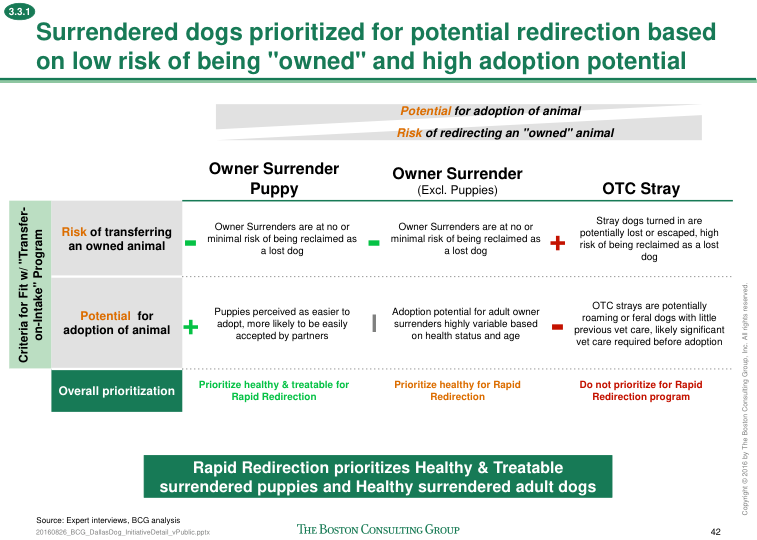 3.3.1
Surrendered dogs prioritized for potential redirection based
on low risk of being "owned" and high adoption potential
Potential for adoption of animal
Risk of redirecting an "owned" animal
Owner Surrender
Puppy
Owner Surrender
(Excl. Puppies)
OTC Stray
Criteria for Fit w/ "Transfer-
on-Intake" Program
Risk of transferring
an owned animal
-
Owner Surrenders are at no or
minimal risk of being reclaimed as
a lost dog
-
Owner Surrenders are at no or
minimal risk of being reclaimed as
a lost dog
+
Stray dogs turned in are
potentially lost or escaped, high
risk of being reclaimed as a lost
dog
Potential for
adoption of animal
+
Puppies perceived as easier to
adopt, more likely to be easily
accepted by partners
|
Adoption potential for adult owner
surrenders highly variable based
on health status and age
-
OTC strays are potentially
roaming or feral dogs with little
previous vet care, likely significant
vet care required before adoption
Overall prioritization
Prioritize healthy & treatable for
Rapid Redirection
Prioritize healthy for Rapid
Redirection
Do not prioritize for Rapid
Redirection program
Rapid Redirection prioritizes Healthy & Treatable
surrendered puppies and Healthy surrendered adult dogs
Source: Expert interviews, BCG analysis
20160826_BCG_DallasDog_InitiativeDetail_vPublic.pptx
THE BOSTON CONSULTING GROUP
42
Copyright © 2016 by The Boston Consulting Group, Inc. All rights reserved.